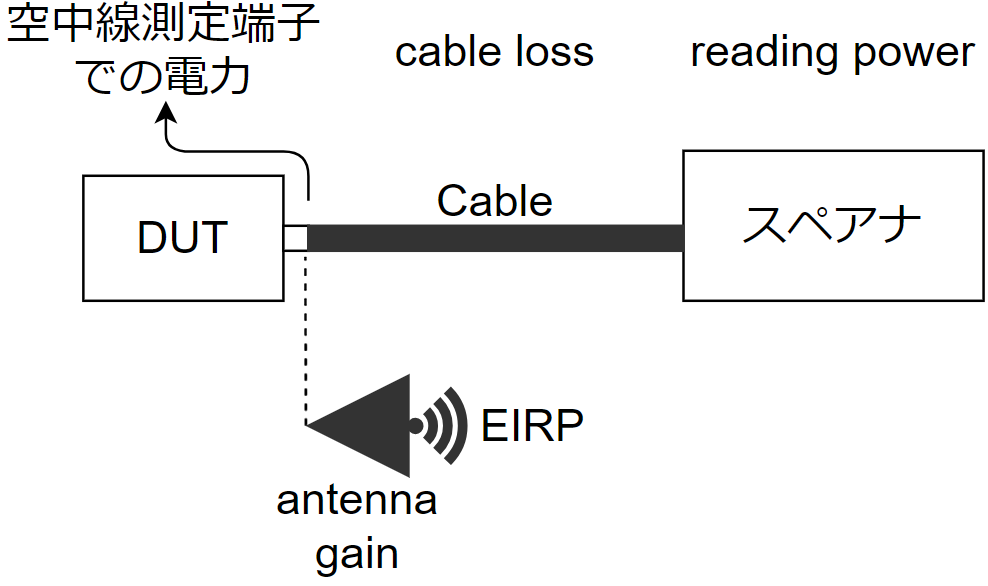 空中線測定端子
での電力
cable loss
reading power
DUT
Cable
スペアナ
EIRP
antenna
gain